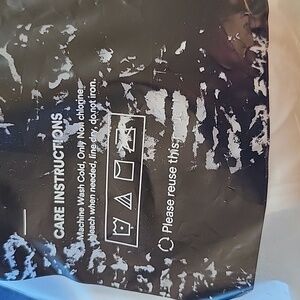 CARE INSTRUCTIONS
Machine Wash Cold, Only Non chlorine
bleach when needed, line dry, do not iron.
Please reuse this